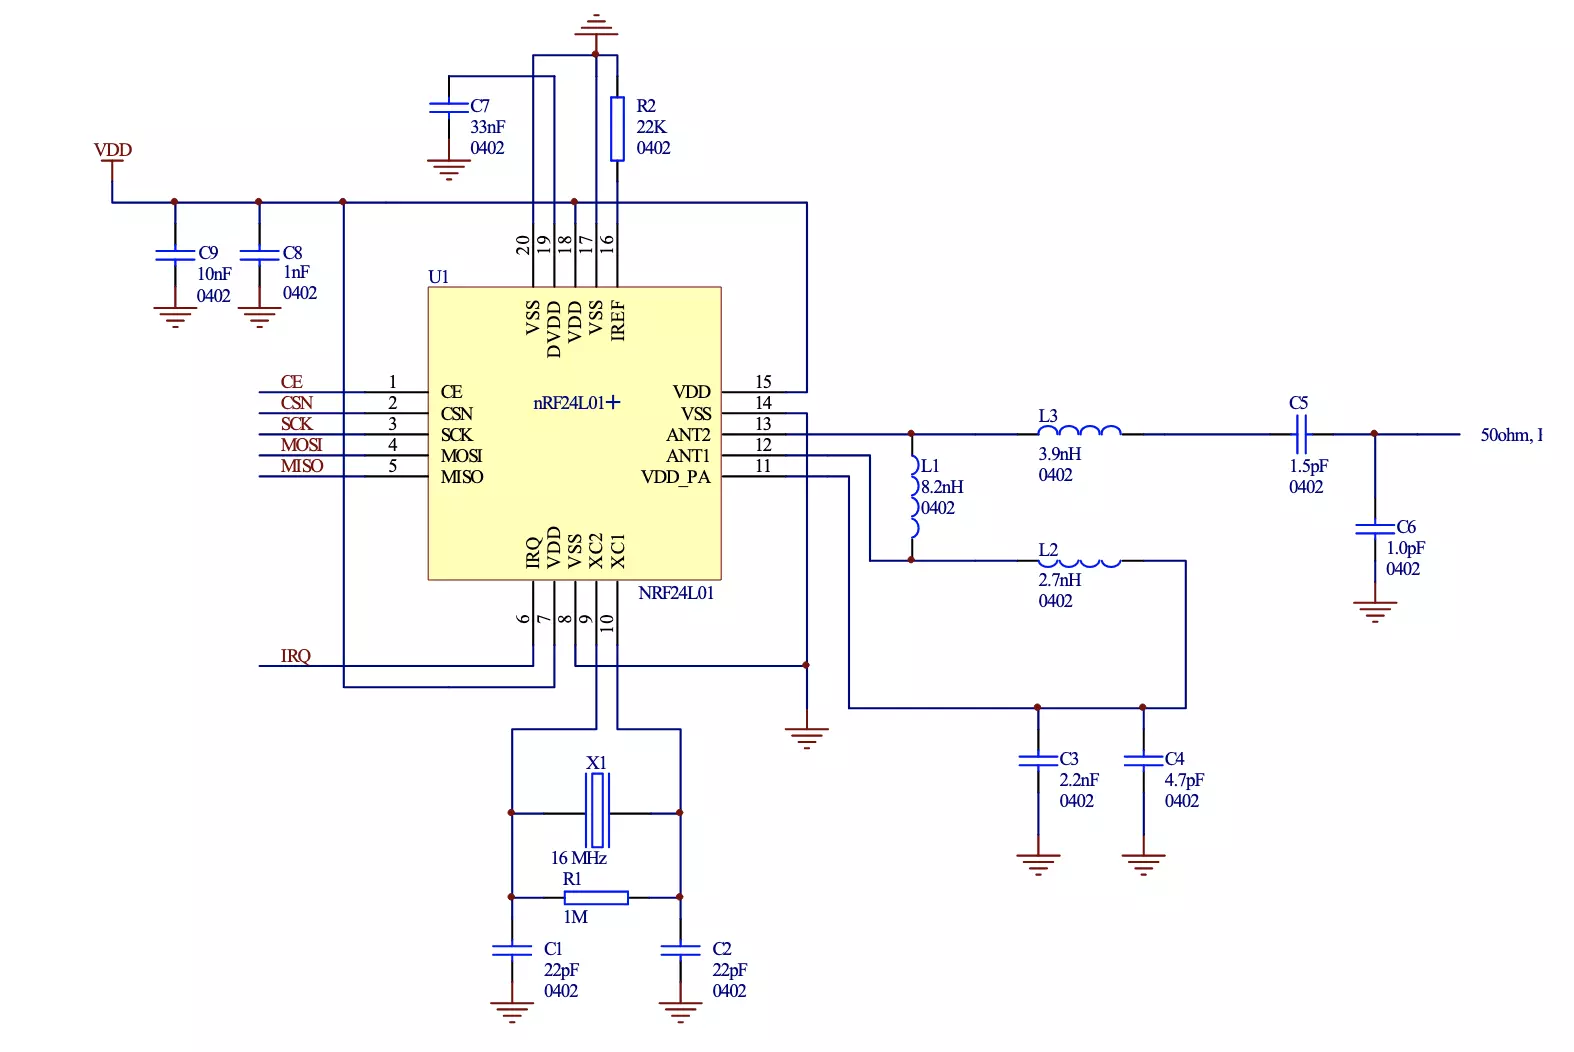 C7
33nF
0402
R2
22K
0402
VDD
C9
10nF
0402
C8
1nF
0402
20
19
18
17
16
U1
VSS
DVDD
VDD
VSS
IREF
CE
CSN
SCK
MOSI
MISO
1
2
3
4
5
CE
CSN
SCK
MOSI
MISO
nRF24L01+
VDD
VSS
ANT2
ANT1
VDD_PA
15
14
13
12
11
L3
3.9nH
0402
C5
1.5pF
0402
50ohm, I
L1
8.2nH
0402
C6
1.0pF
0402
L2
2.7nH
0402
IRQ
VDD
VSS
XC2
XC1
NRF24L01
6
7
8
9
10
IRQ
C3
2.2nF
0402
C4
4.7pF
0402
X1
16 MHz
R1
1M
C1
22pF
0402
C2
22pF
0402